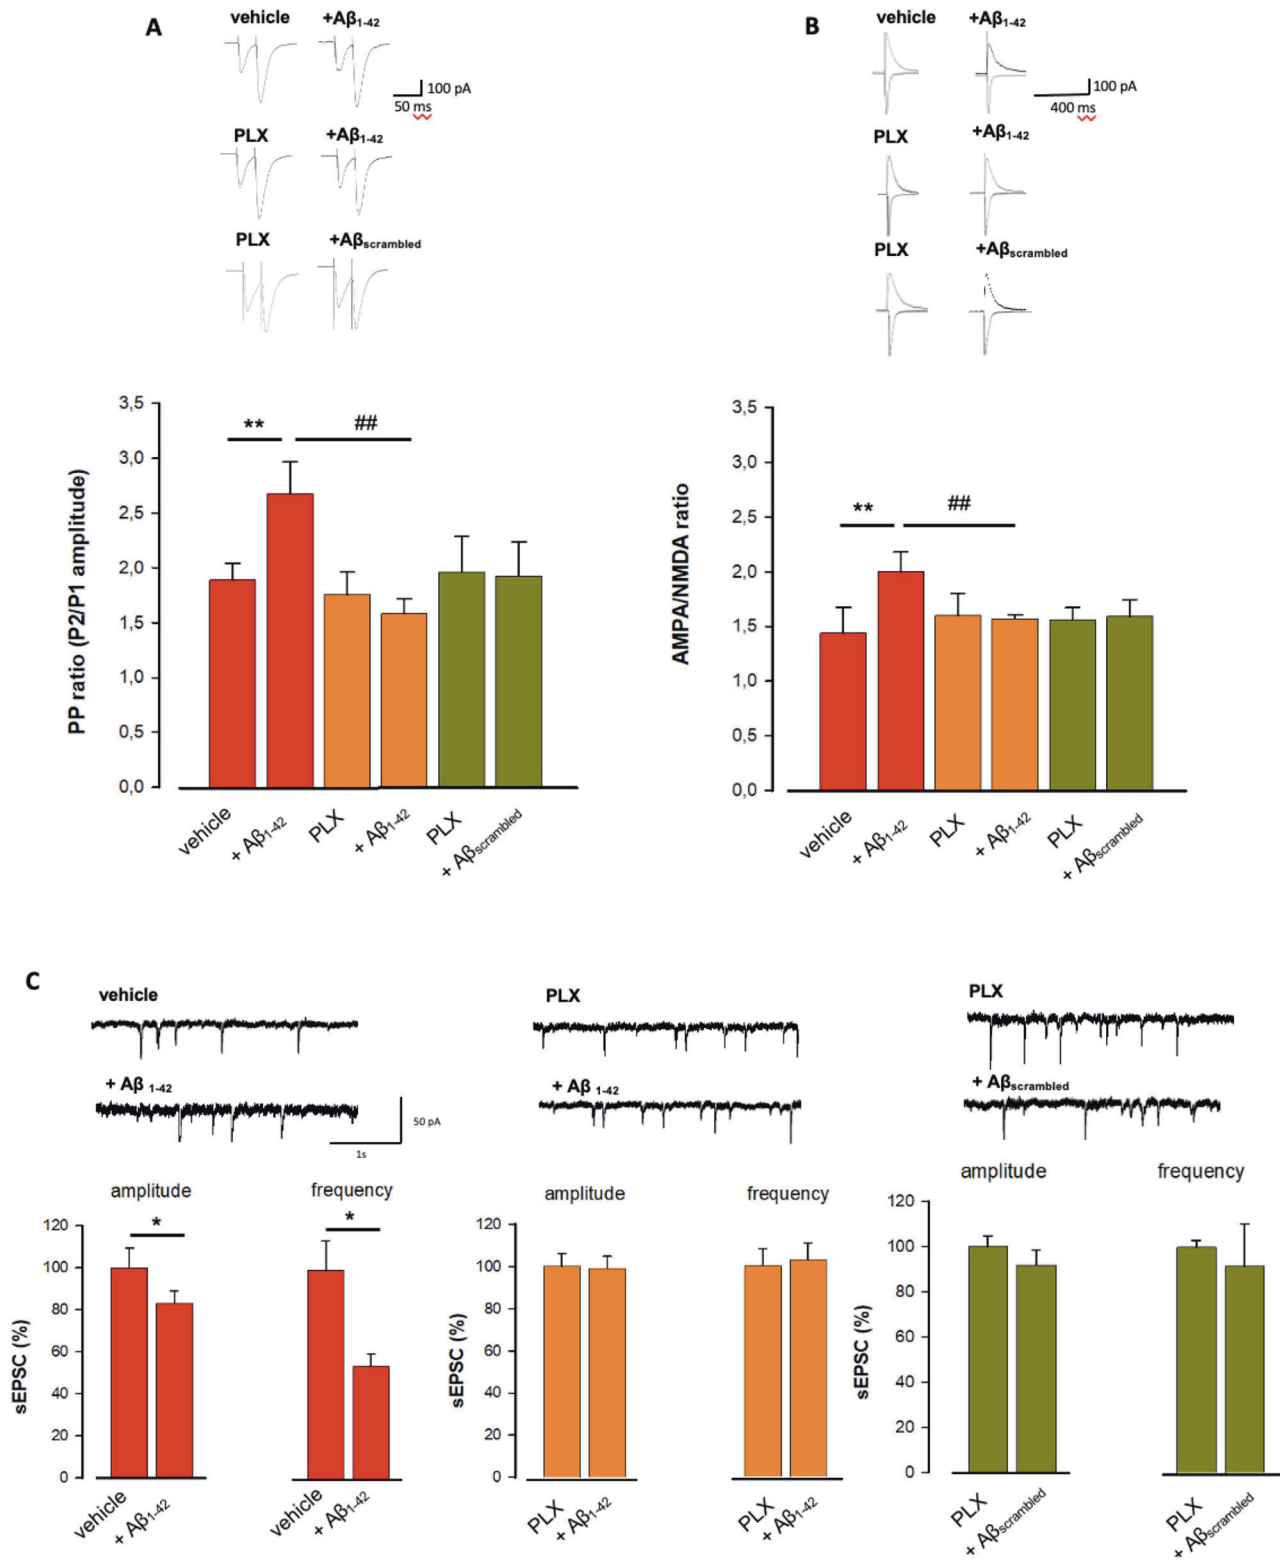 A
vehicle +Aβ1-42
100 pA
50 ms
PLX +Aβ1-42
PLX +Aβscrambled
B
vehicle +Aβ1-42
100 pA
400 ms
PLX +Aβ1-42
PLX +Aβscrambled
PP ratio (P2/P1 amplitude)
3,5
3,0
2,5
2,0
1,5
1,0
0,5
0,0
** ##
vehicle
+ Aβ1-42
PLX
+ Aβ1-42
PLX
+ Aβscrambled
AMPA/NMDA ratio
3,5
3,0
2,5
2,0
1,5
1,0
0,5
0,0
** ##
vehicle
+ Aβ1-42
PLX
+ Aβ1-42
PLX
+ Aβscrambled
C
vehicle
+ Aβ 1-42
50 pA
1s
PLX
+ Aβ 1-42
PLX
+ Aβscrambled
amplitude frequency
* *
sEPSC (%)
120
100
80
60
40
20
0
vehicle
+ Aβ1-42
vehicle
+ Aβ1-42
amplitude frequency
sEPSC (%)
120
100
80
60
40
20
0
PLX
+ Aβ1-42
PLX
+ Aβ1-42
amplitude frequency
sEPSC (%)
120
100
80
60
40
20
0
PLX
+ Aβscrambled
PLX
+ Aβscrambled